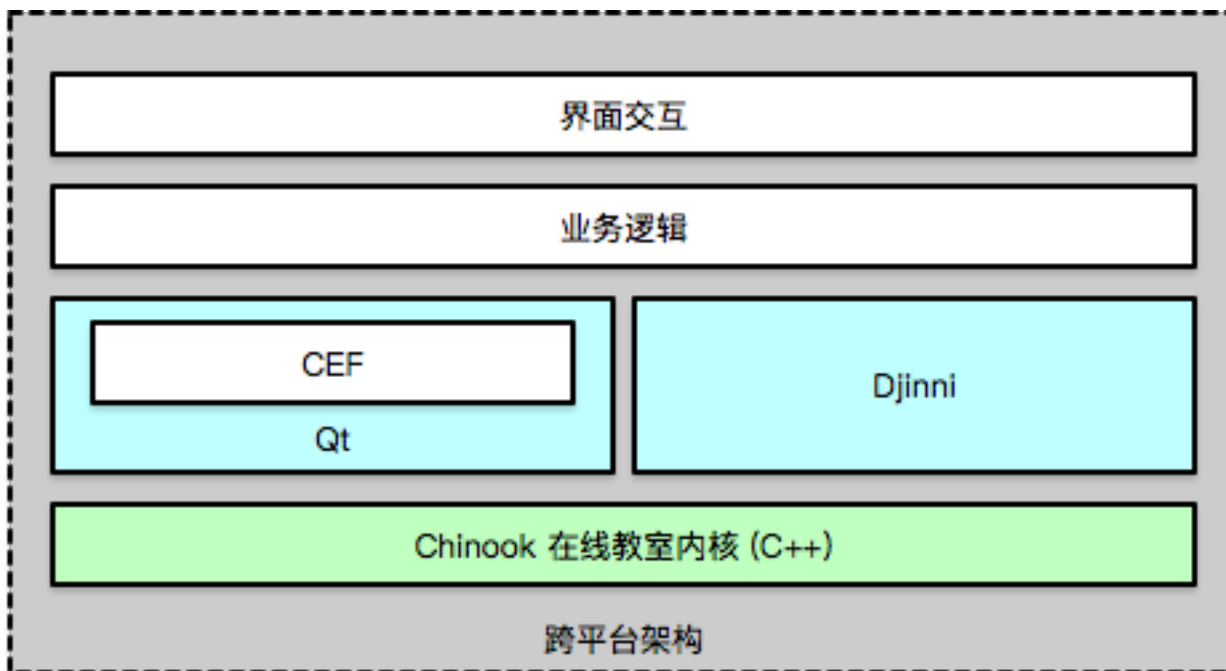 界面交互
业务逻辑
CEF
Qt
Djinni
Chinook 在线教室内核 (C++)
跨平台架构